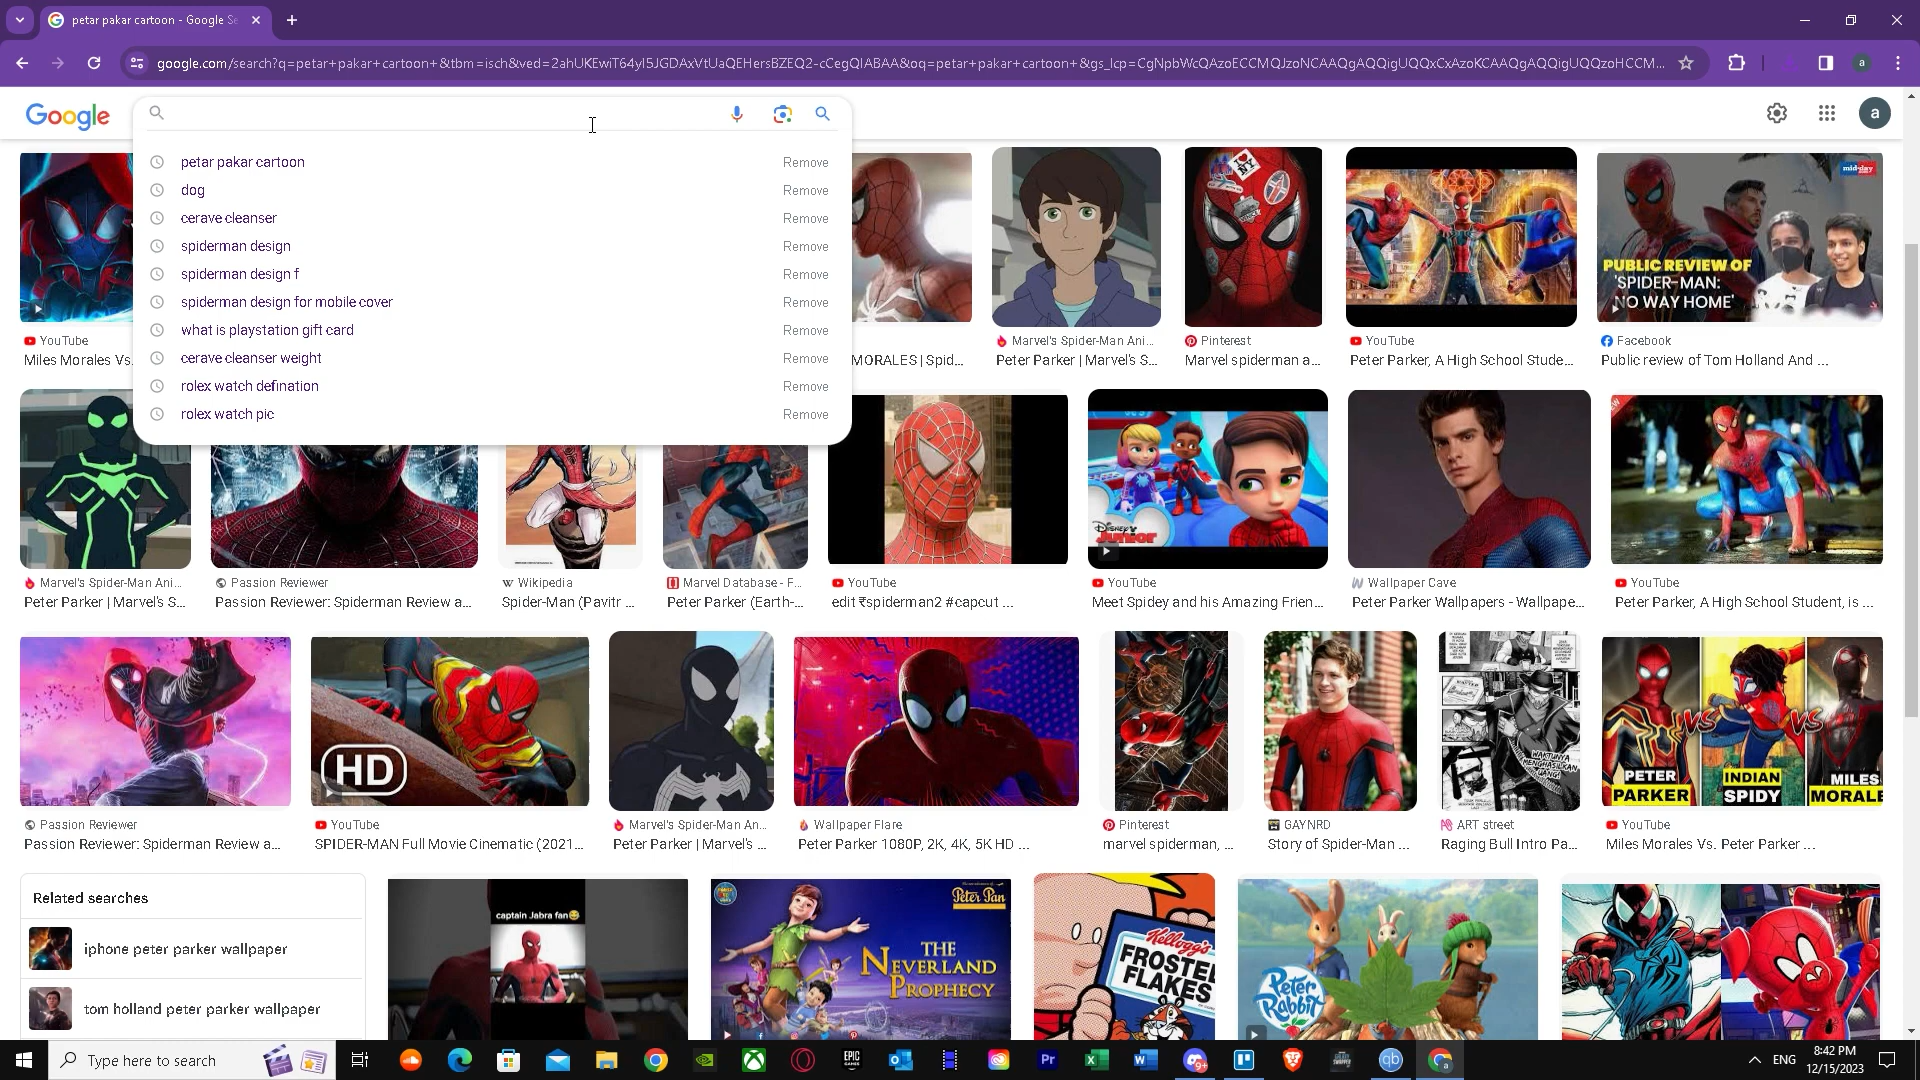 petar pakar cartoon - Google Se
google.com/search?q=petar+pakar+cartoon+&tbm=isch&ved=2ahUKEwiT64yI5JGDAxVtUaQEHersBZEQ2-cCegQIABAA&oq=petar+pakar+cartoon+&gs_lcp=CgNpbWcQAzoECCMQJzoNCAAQgAQQigUQQxCxAzoKCAAQgAQQigUQQzoHCCM...
a
Google
a
petar pakar cartoon Remove
dog Remove
cerave cleanser Remove
spiderman design Remove
spiderman design f Remove
spiderman design for mobile cover Remove
what is playstation gift card Remove
cerave cleanser weight Remove
rolex watch defination Remove
rolex watch pic Remove
I ♥ NY
mid-day
PUBLIC REVIEW OF
'SPIDER-MAN:
NO WAY HOME'
YouTube
Miles Morales Vs.
MORALES | Spid...
Marvel's Spider-Man Ani...
Peter Parker | Marvel's S...
Pinterest
Marvel spiderman a...
YouTube
Peter Parker, A High School Stude...
Facebook
Public review of Tom Holland And ...
Disney
Junior
NEW
Marvel's Spider-Man Ani...
Peter Parker | Marvel's S...
Passion Reviewer
Passion Reviewer: Spiderman Review a...
Wikipedia
Spider-Man (Pavitr ...
Marvel Database - F...
Peter Parker (Earth-...
YouTube
edit ₹spiderman2 #capcut ...
YouTube
Meet Spidey and his Amazing Frien...
Wallpaper Cave
Peter Parker Wallpapers - Wallpape...
YouTube
Peter Parker, A High School Student, is ...
HD
WAKTUNYA
MENGHASILKAN
UANG!
PETER
PARKER
VS
INDIAN
SPIDY
VS
MILES
MORALE
Passion Reviewer
Passion Reviewer: Spiderman Review a...
YouTube
SPIDER-MAN Full Movie Cinematic (2021...
Marvel's Spider-Man An...
Peter Parker | Marvel's ...
Wallpaper Flare
Peter Parker 1080P, 2K, 4K, 5K HD ...
Pinterest
marvel spiderman, ...
GAYNRD
Story of Spider-Man ...
ART street
Raging Bull Intro Pa...
YouTube
Miles Morales Vs. Peter Parker ...
Related searches
iphone peter parker wallpaper
tom holland peter parker wallpaper
captain Jabra fan😂
Peter Pan
THE
NEVERLAND
PROPHECY
Kellogg's
FROSTED
FLAKES
Peter
Rabbit
Type here to search
EPIC
GAMES
ENG
8:42 PM
12/15/2023